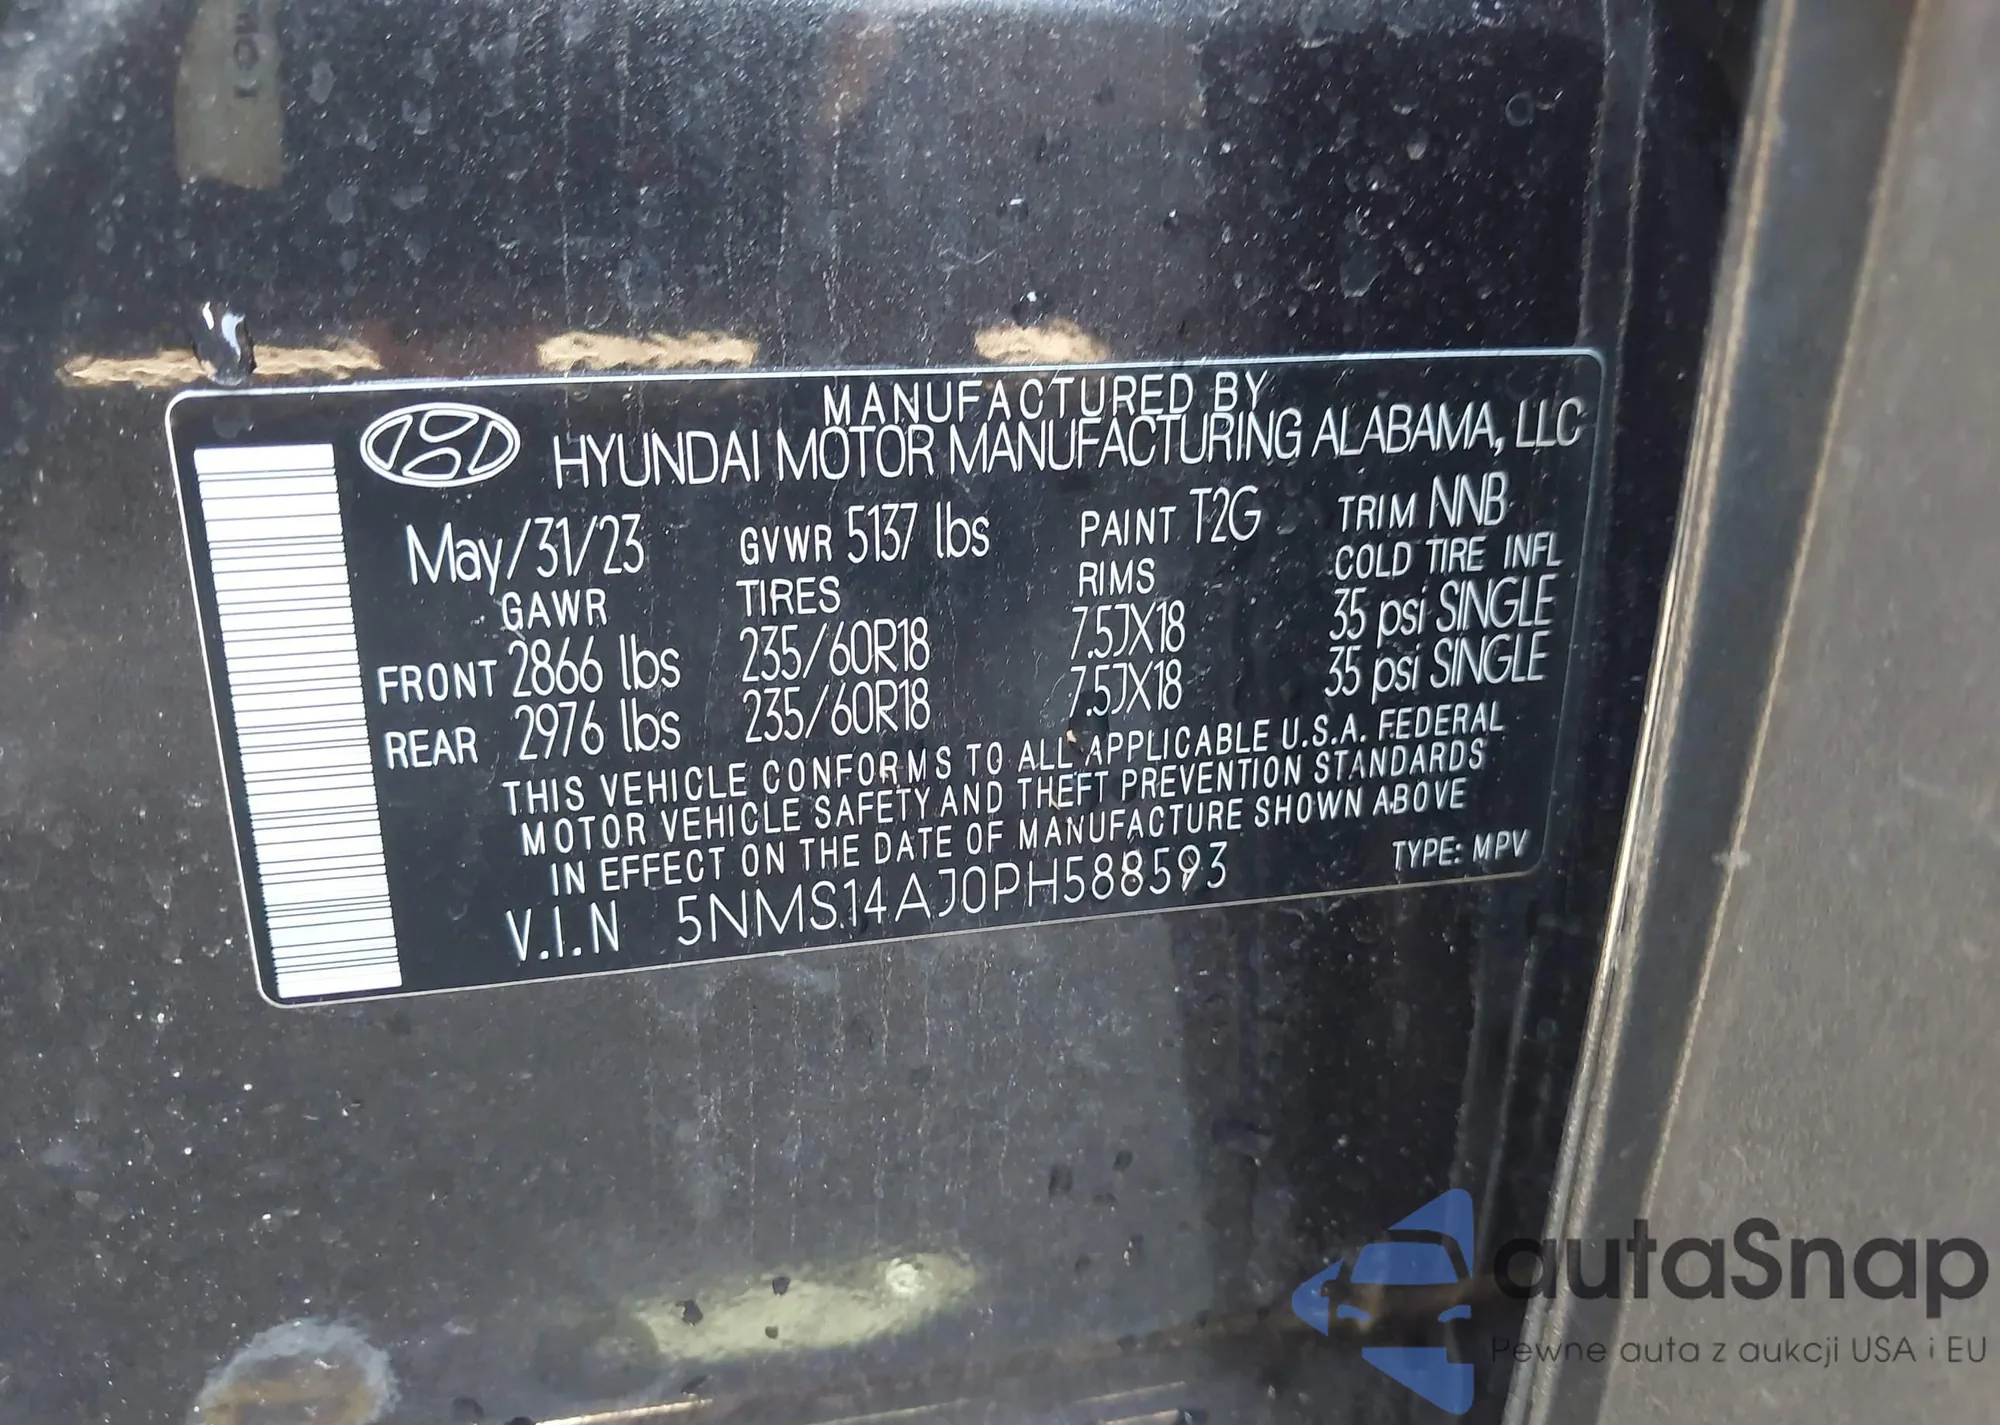 MANUFACTURED BY
HYUNDAI MOTOR MANUFACTURING ALABAMA, LLC
May/31/23 GVWR 5137 lbs PAINT T2G TRIM NNB
GAWR TIRES RIMS COLD TIRE INFL
FRONT 2866 lbs 235/60R18 7.5JX18 35 psi SINGLE
REAR 2976 lbs 235/60R18 7.5JX18 35 psi SINGLE
THIS VEHICLE CONFORMS TO ALL APPLICABLE U.S.A. FEDERAL
MOTOR VEHICLE SAFETY AND THEFT PREVENTION STANDARDS
IN EFFECT ON THE DATE OF MANUFACTURE SHOWN ABOVE
V.I.N 5NMS14AJ0PH588593 TYPE: MPV
autaSnap
Pewne auta z aukcji USA i EU